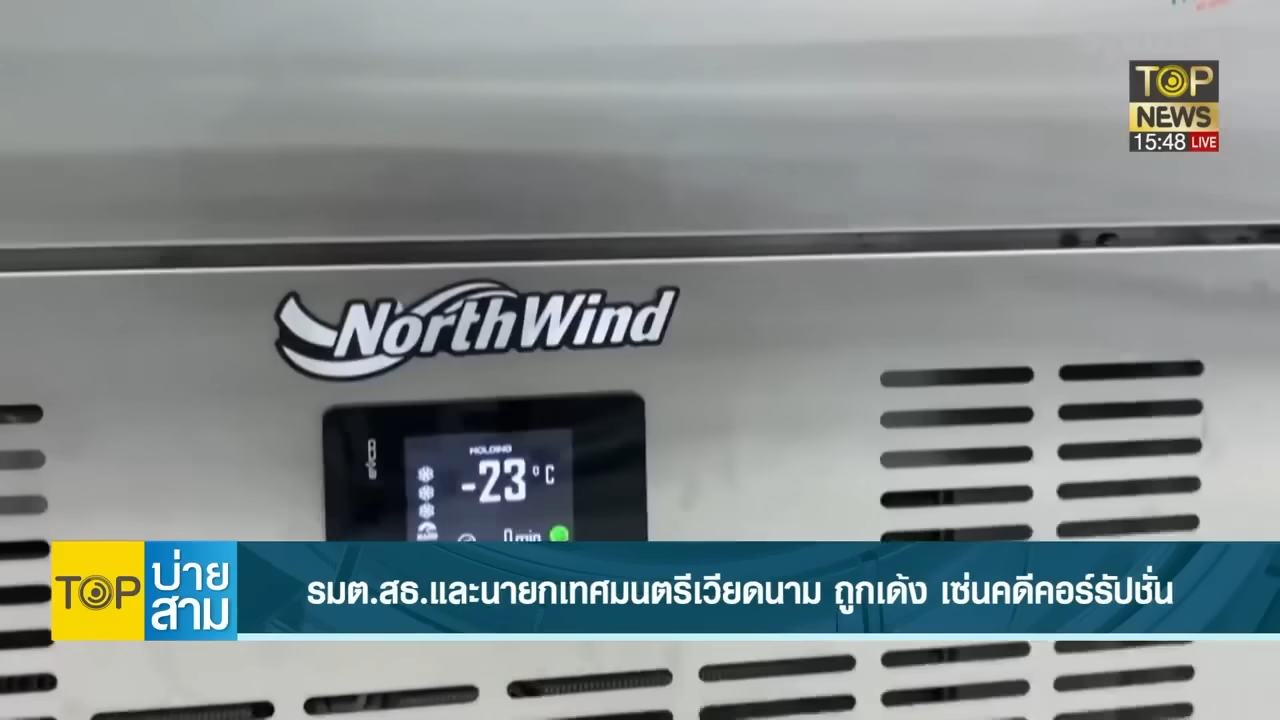 TOP
NEWS
15:48 LIVE
NorthWind
HOLDING
-23 °C
0 min
TOP
บ่าย
สาม
รมต.สธ.และนายกเทศมนตรีเวียดนาม ถูกเด้ง เซ่นคดีคอร์รัปชั่น